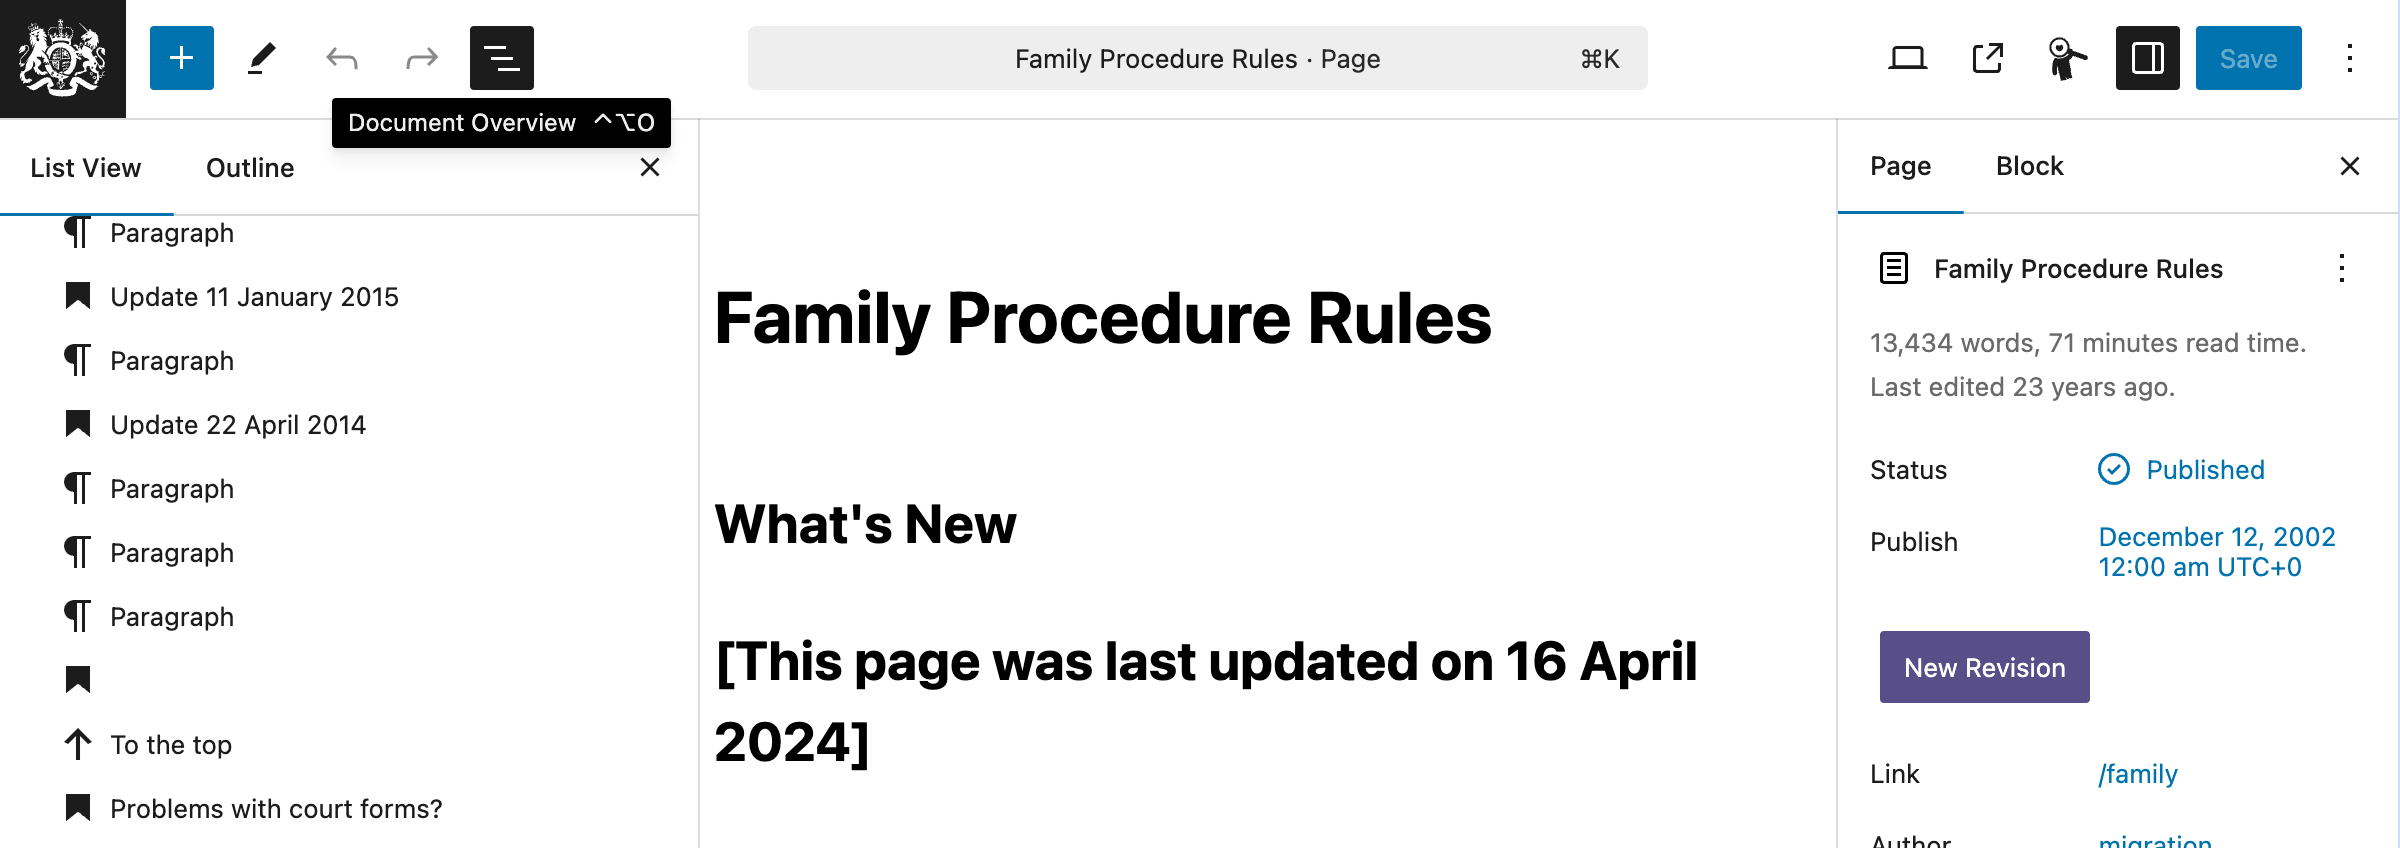 Family Procedure Rules · Page ⌘K
Save
Document Overview ^⌥O
List View Outline
Paragraph
Update 11 January 2015
Paragraph
Update 22 April 2014
Paragraph
Paragraph
Paragraph
To the top
Problems with court forms?
Family Procedure Rules
What's New
[This page was last updated on 16 April
2024]
Page Block
Family Procedure Rules
13,434 words, 71 minutes read time.
Last edited 23 years ago.
Status Published
Publish December 12, 2002
12:00 am UTC+0
New Revision
Link /family
Author migration